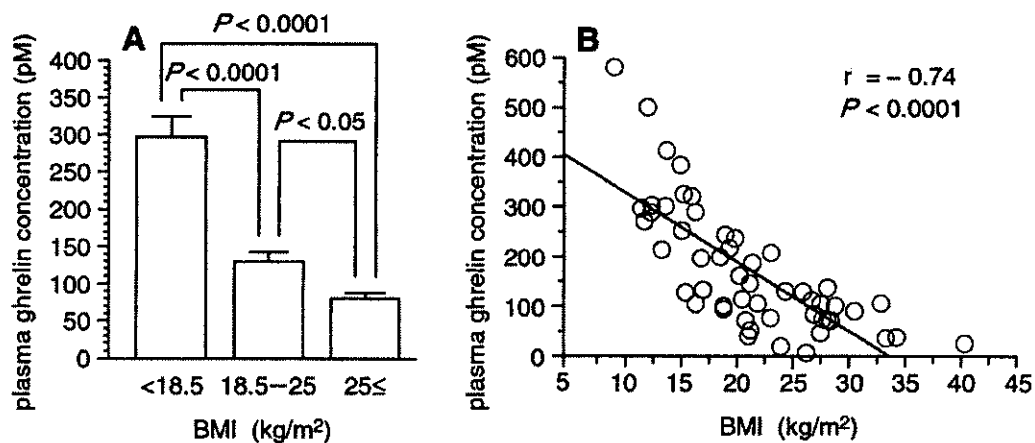 A
P < 0.0001
P < 0.0001
P < 0.05
plasma ghrelin concentration (pM)
400
350
300
250
200
150
100
50
0
<18.5 18.5–25 25≤
BMI (kg/m²)
B
r = – 0.74
P < 0.0001
plasma ghrelin concentration (pM)
600
500
400
300
200
100
0
5 10 15 20 25 30 35 40 45
BMI (kg/m²)